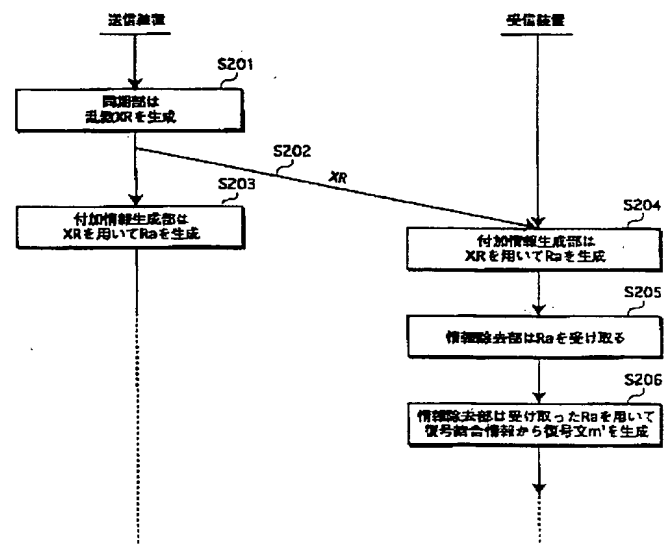 送信装置
受信装置
S201
同期部は
乱数XRを生成
S202
XR
S203
付加情報生成部は
XRを用いてRaを生成
S204
付加情報生成部は
XRを用いてRaを生成
S205
情報除去部はRaを受け取る
S206
情報除去部は受け取ったRaを用いて
復号結合情報から復号文m'を生成